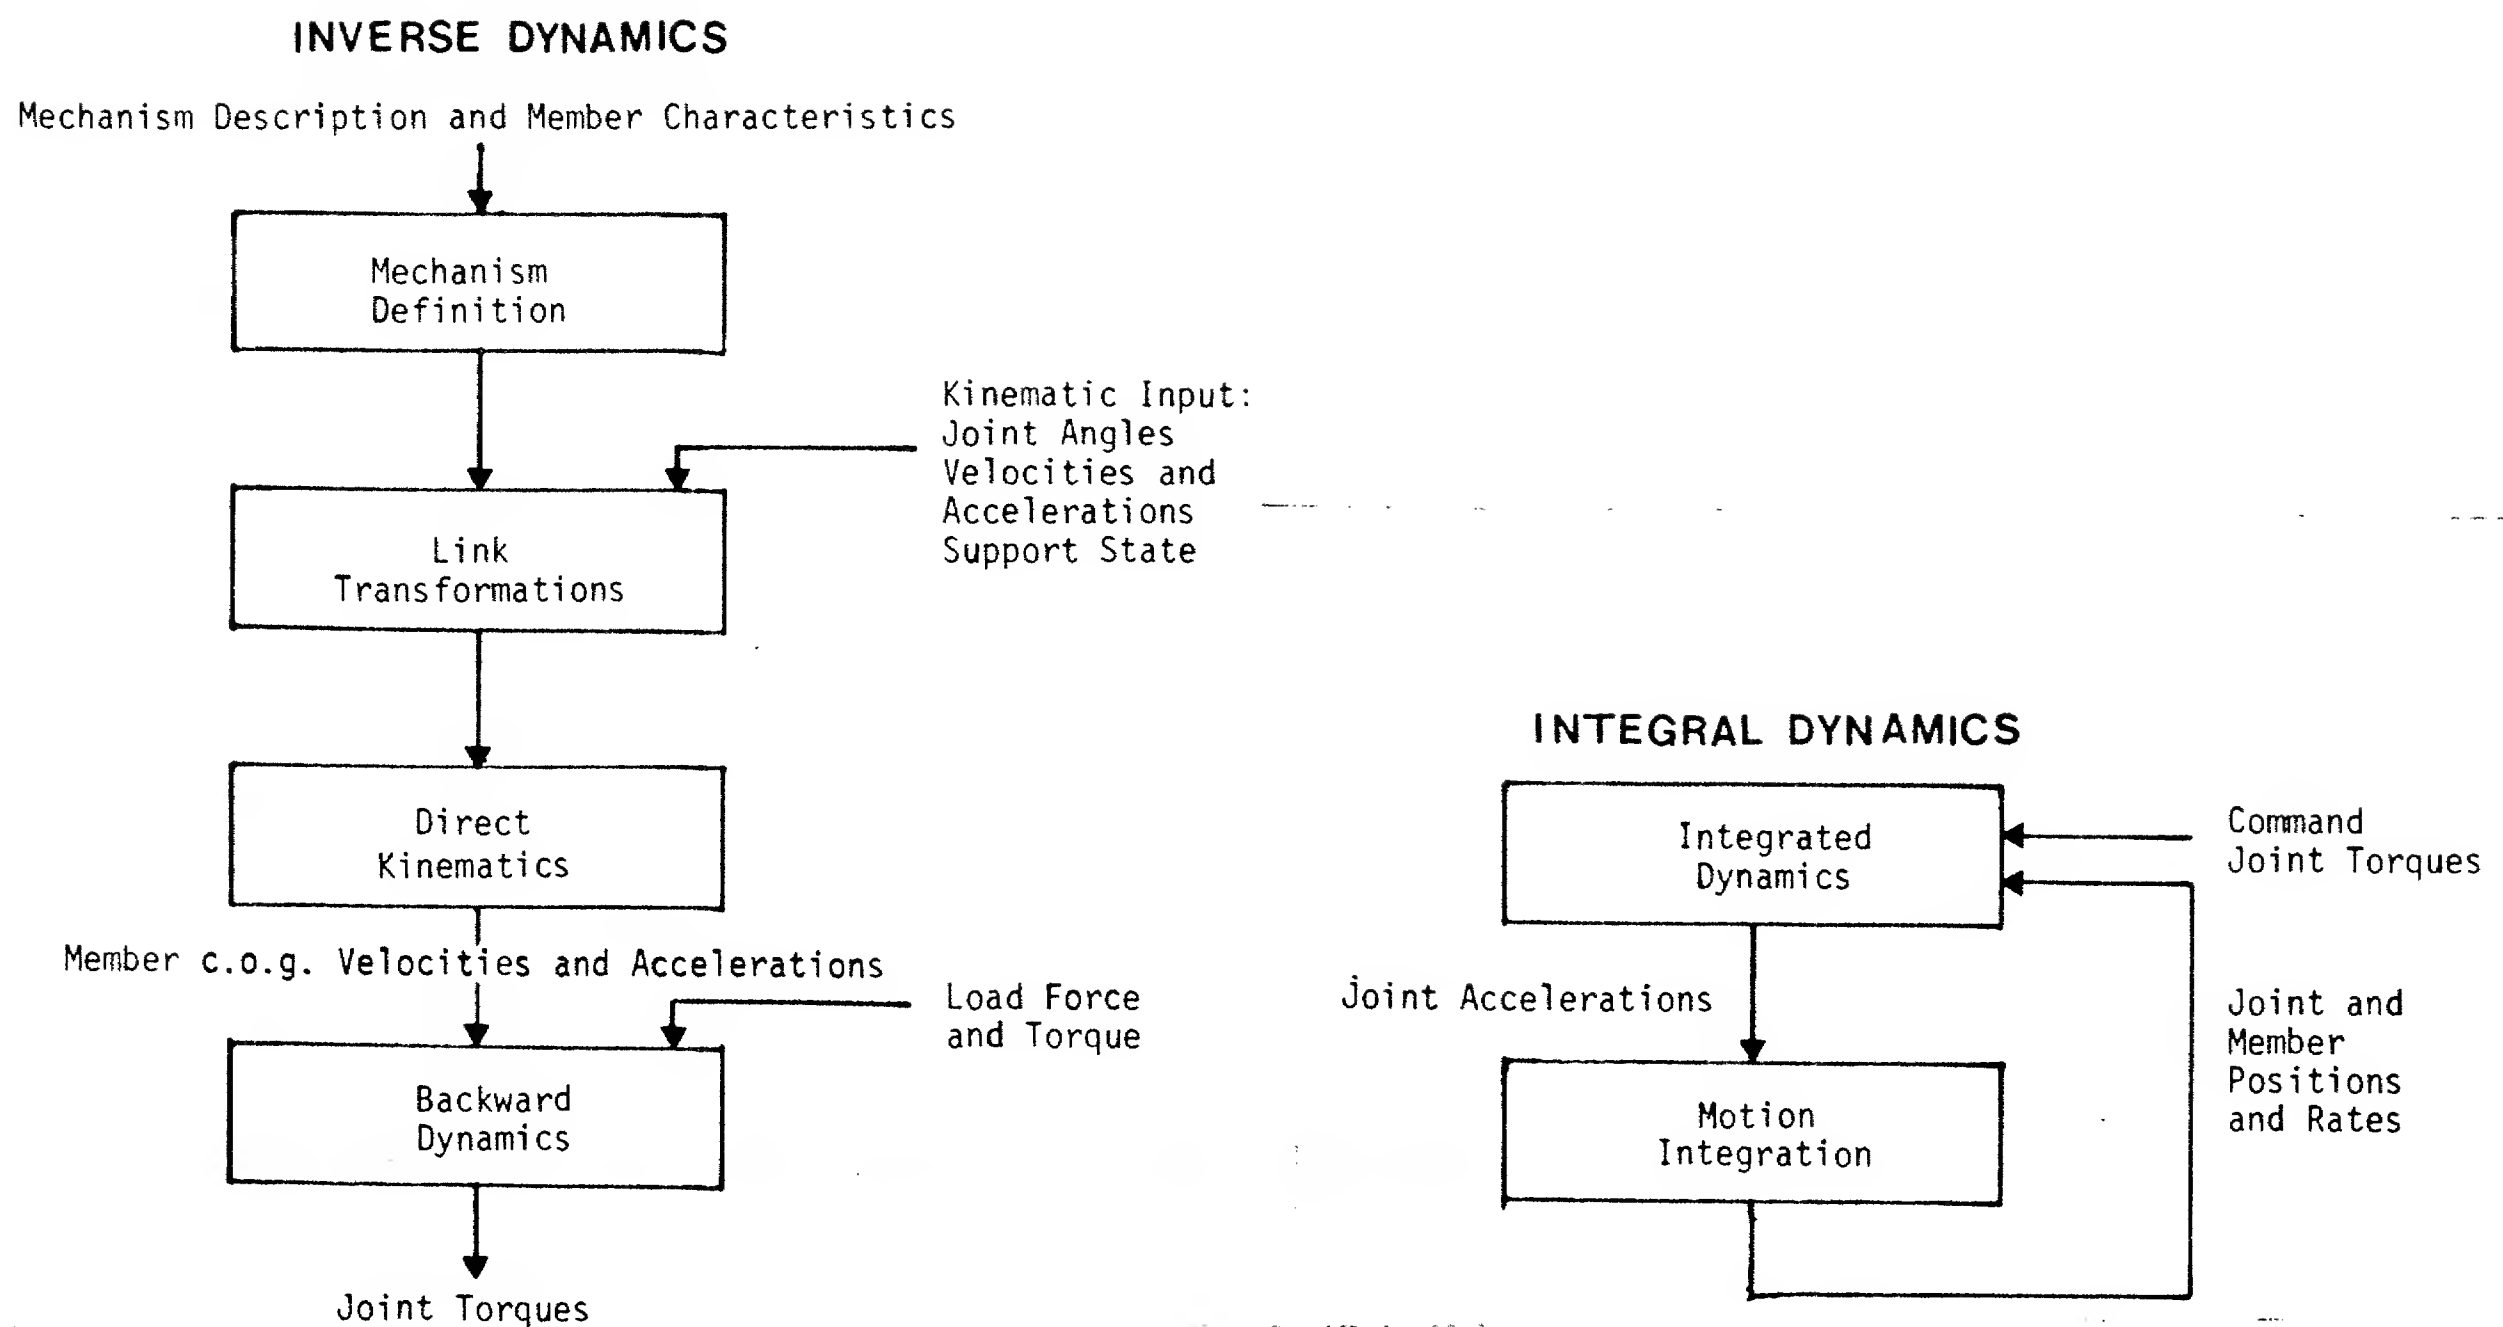 INVERSE DYNAMICS
Mechanism Description and Member Characteristics
Mechanism
Definition
Kinematic Input:
Joint Angles
Velocities and
Accelerations
Support State
Link
Transformations
Direct
Kinematics
Member c.o.g. Velocities and Accelerations
Load Force
and Torque
Backward
Dynamics
Joint Torques
INTEGRAL DYNAMICS
Integrated
Dynamics
Command
Joint Torques
Joint Accelerations
Joint and
Member
Positions
and Rates
Motion
Integration